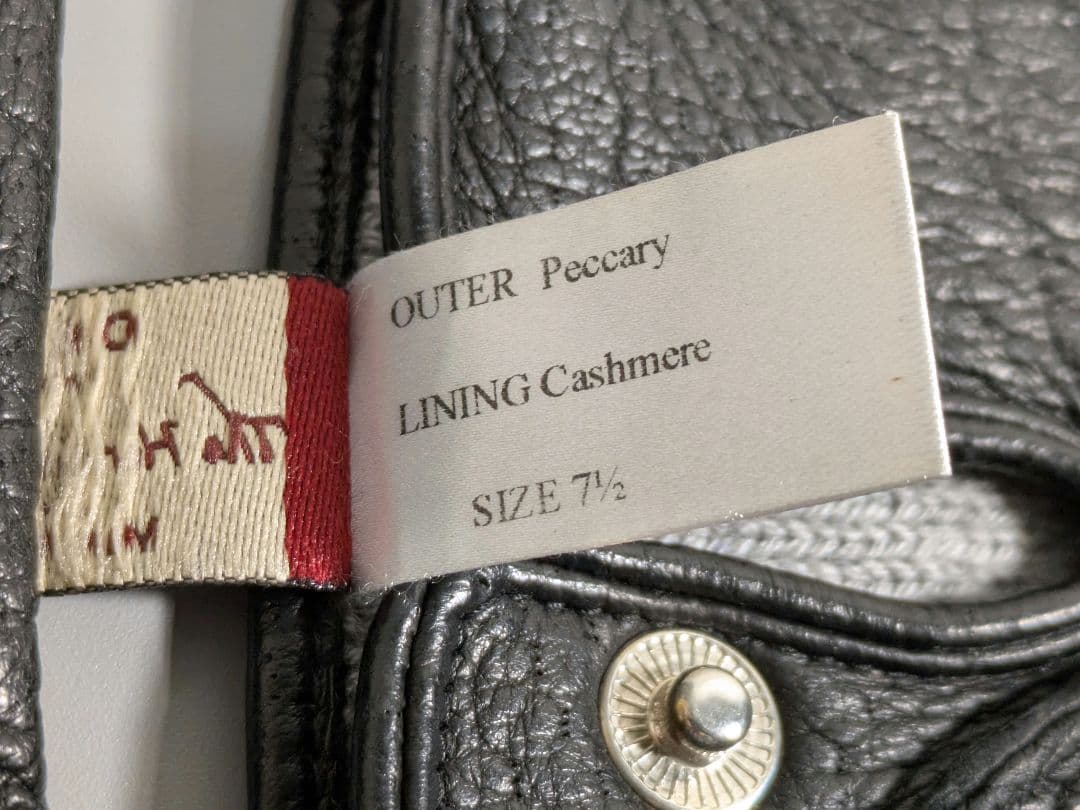 OUTER Peccary
LINING Cashmere
SIZE 7½